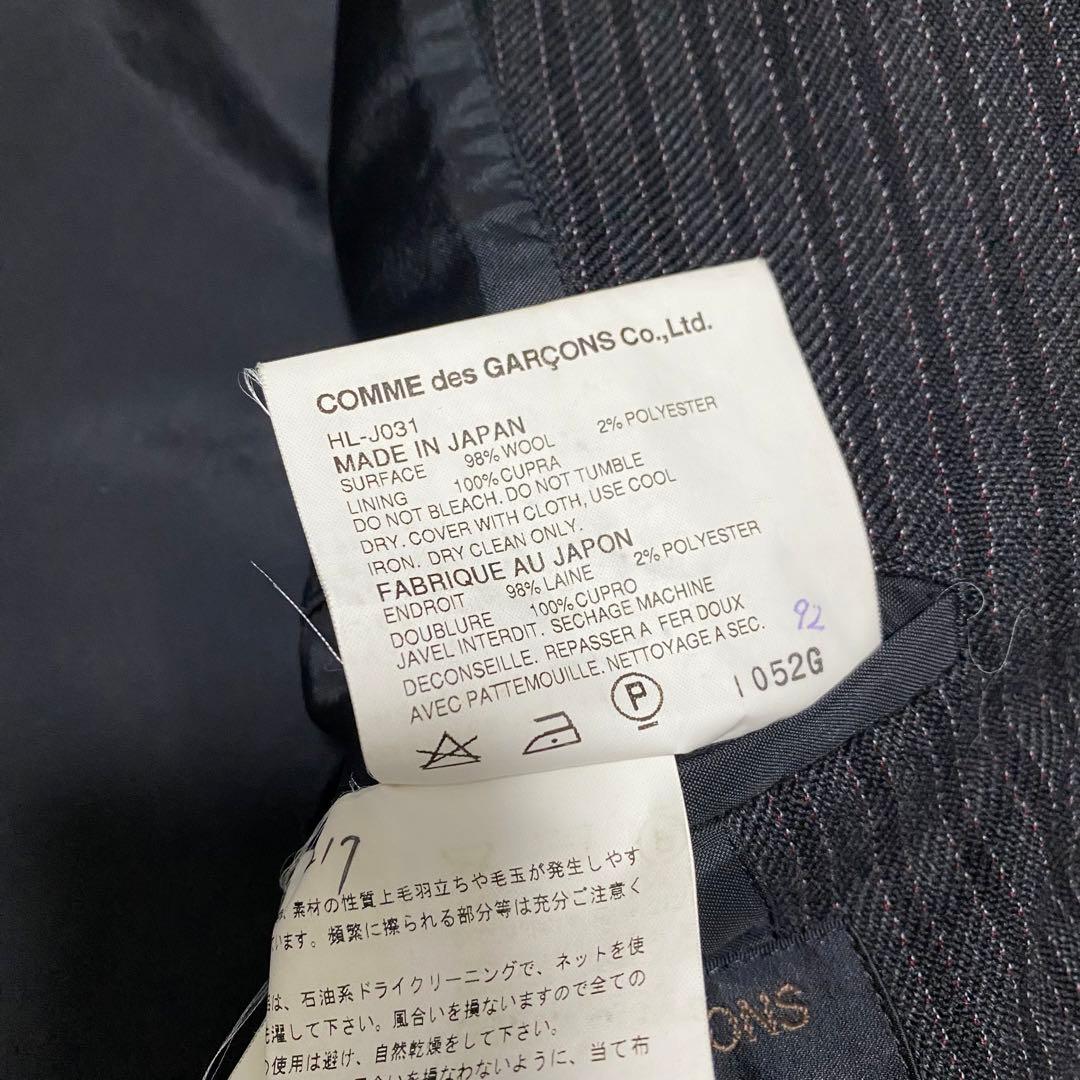 COMME des GARÇONS Co.,Ltd.
HL-J031
MADE IN JAPAN
SURFACE 98% WOOL 2% POLYESTER
LINING 100% CUPRA
DO NOT BLEACH. DO NOT TUMBLE
DRY. COVER WITH CLOTH, USE COOL
IRON. DRY CLEAN ONLY.
FABRIQUE AU JAPON
ENDROIT 98% LAINE 2% POLYESTER
DOUBLURE 100% CUPRO
JAVEL INTERDIT. SECHAGE MACHINE
DECONSEILLE. REPASSER A FER DOUX
AVEC PATTEMOUILLE. NETTOYAGE A SEC.
92
P
1052G
素材の性質上毛羽立ちや毛玉が発生しやす
います。頻繁に擦られる部分等は充分ご注意く
は、石油系ドライクリーニングで、ネットを使
洗濯して下さい。風合いを損ないますので全ての
の使用は避け、自然乾燥をして下さい。
風合いを損なわないように、当て布
ONS